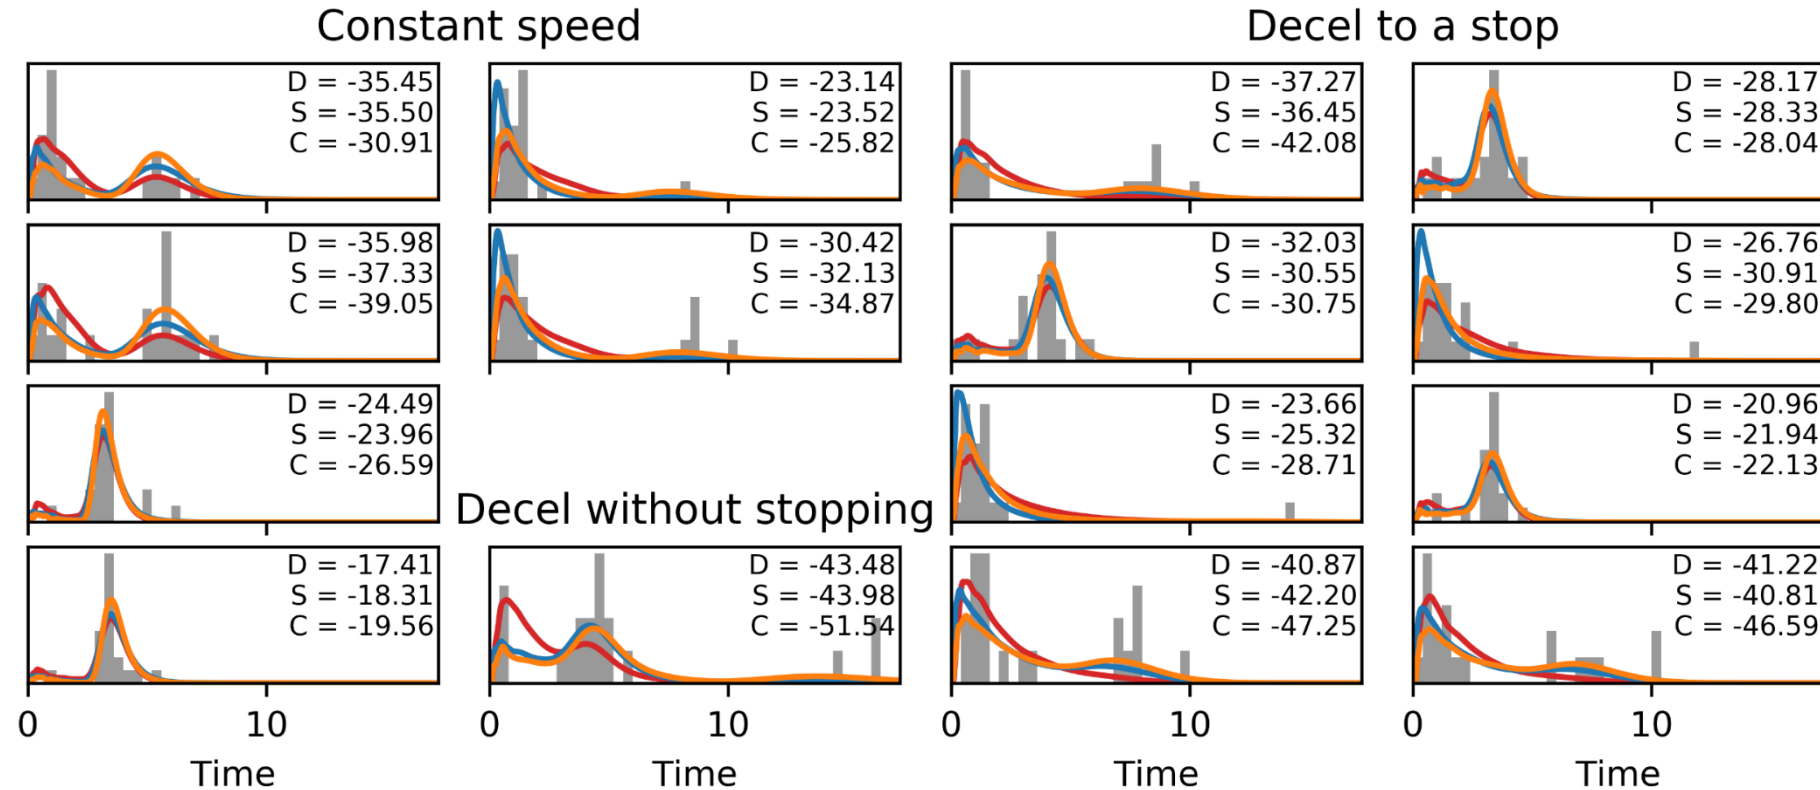 Constant speed
Decel to a stop
D = -35.45
S = -35.50
C = -30.91
D = -23.14
S = -23.52
C = -25.82
D = -37.27
S = -36.45
C = -42.08
D = -28.17
S = -28.33
C = -28.04
D = -35.98
S = -37.33
C = -39.05
D = -30.42
S = -32.13
C = -34.87
D = -32.03
S = -30.55
C = -30.75
D = -26.76
S = -30.91
C = -29.80
D = -24.49
S = -23.96
C = -26.59
Decel without stopping
D = -23.66
S = -25.32
C = -28.71
D = -20.96
S = -21.94
C = -22.13
D = -17.41
S = -18.31
C = -19.56
D = -43.48
S = -43.98
C = -51.54
D = -40.87
S = -42.20
C = -47.25
D = -41.22
S = -40.81
C = -46.59
0 10 0 10 0 10 0 10
Time Time Time Time